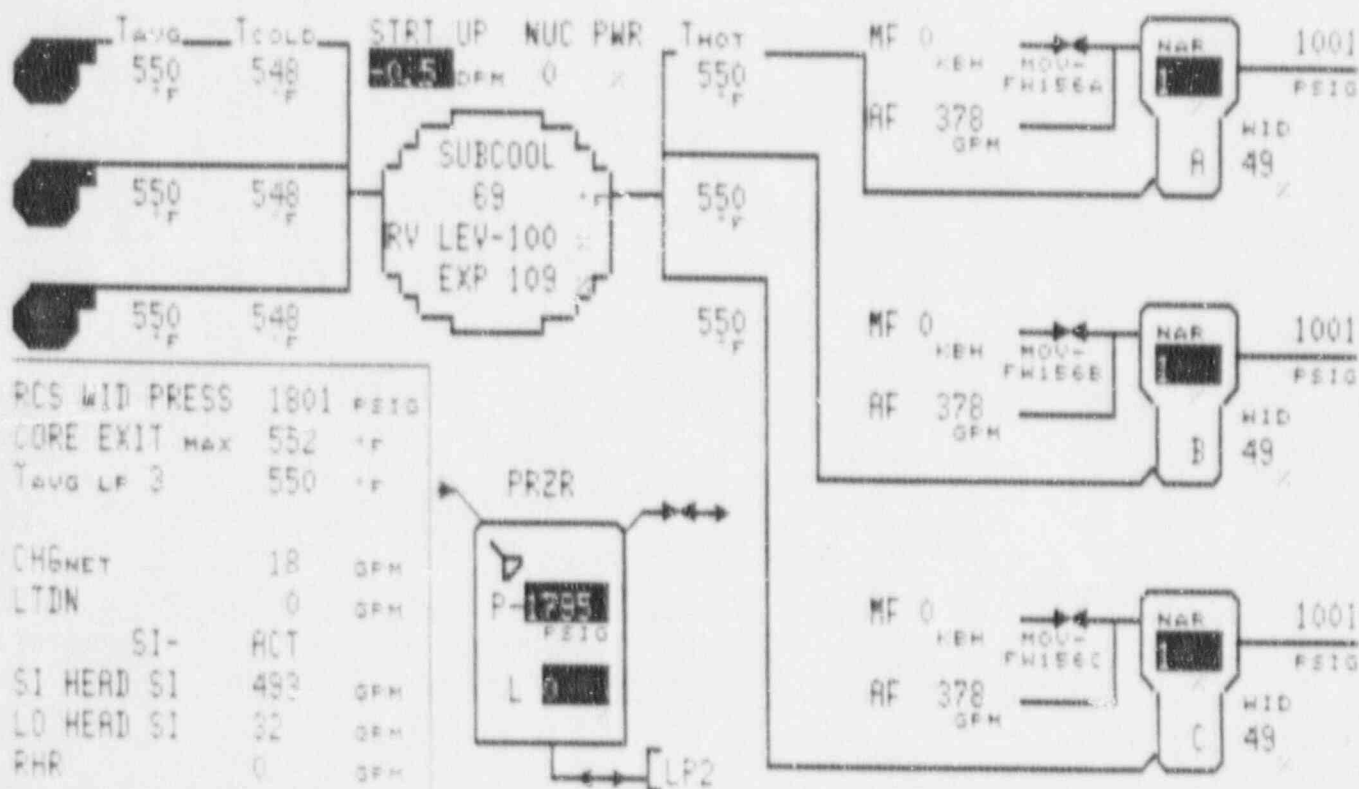 TAVG TCOLD STRT UP NUC PWR THOT
550 548 -0.5 DPM 0 % 550
°F °F °F
SUBCOOL
69 °F
RV LEV-100 %
EXP 109 %
550 548 550
°F °F °F
550 548 550
°F °F °F
MF 0
KBH MOV-
FW156A
AF 378
GPM
NAR
1001
PSIG
WID
49
%
A
MF 0
KBH MOV-
FW156B
AF 378
GPM
NAR
1001
PSIG
WID
49
%
B
MF 0
KBH MOV-
FW156C
AF 378
GPM
NAR
1001
PSIG
WID
49
%
C
RCS WID PRESS 1801 PSIG
CORE EXIT MAX 552 °F
TAVG LP 3 550 °F
CHGNET 18 GPM
LTDN 0 GPM
SI- ACT
SI HEAD SI 493 GPM
LO HEAD SI 32 GPM
RHR 0 GPM
PRZR
P-1795
PSIG
L
LP2